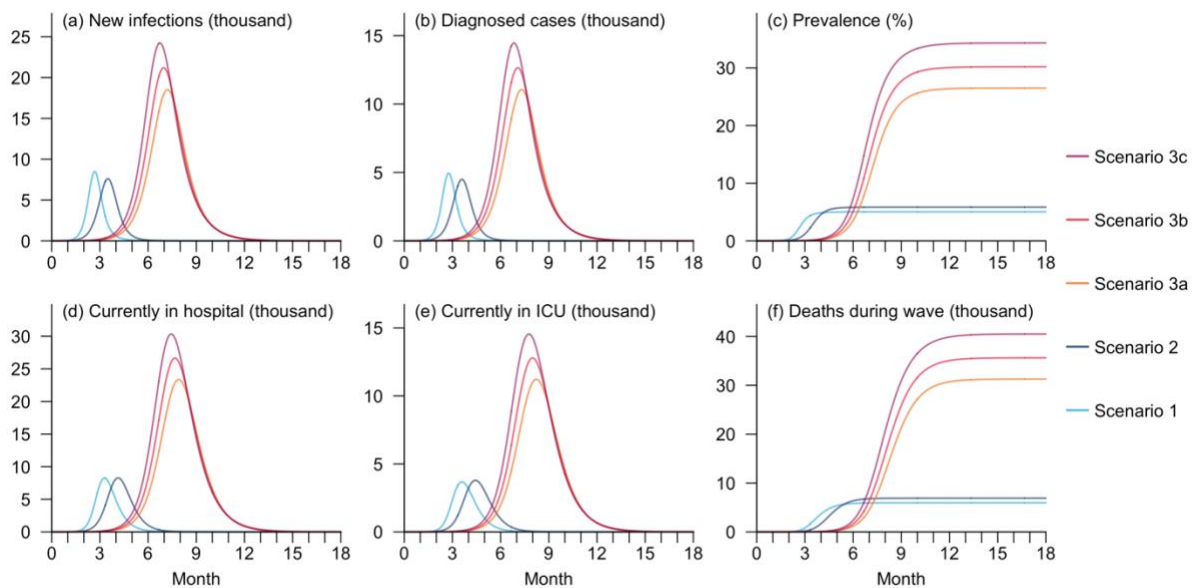 (a) New infections (thousand)
25
20
15
10
5
0
0 3 6 9 12 15 18
(b) Diagnosed cases (thousand)
15
10
5
0
0 3 6 9 12 15 18
(c) Prevalence (%)
30
20
10
0
0 3 6 9 12 15 18
(d) Currently in hospital (thousand)
30
25
20
15
10
5
0
0 3 6 9 12 15 18
Month
(e) Currently in ICU (thousand)
15
10
5
0
0 3 6 9 12 15 18
Month
(f) Deaths during wave (thousand)
40
30
20
10
0
0 3 6 9 12 15 18
Month
Scenario 3c
Scenario 3b
Scenario 3a
Scenario 2
Scenario 1